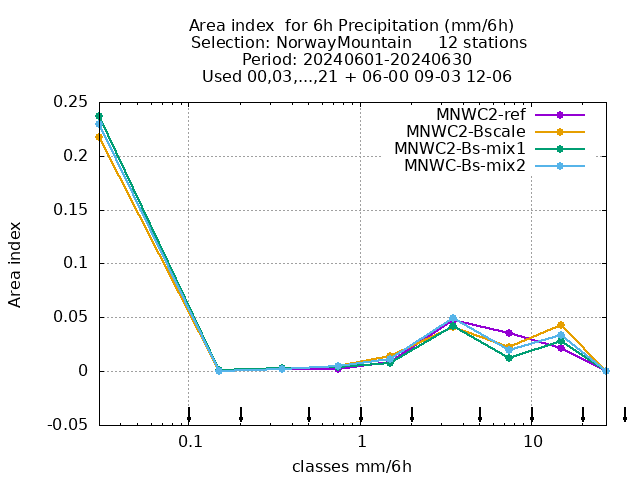 Area index  for 6h Precipitation (mm/6h)
Selection: NorwayMountain     12 stations
Period: 20240601-20240630
Used 00,03,...,21 + 06-00 09-03 12-06
MNWC2-ref
MNWC2-Bscale
MNWC2-Bs-mix1
MNWC-Bs-mix2
0.25
0.2
0.15
0.1
0.05
0
-0.05
Area index
0.1 1 10
classes mm/6h